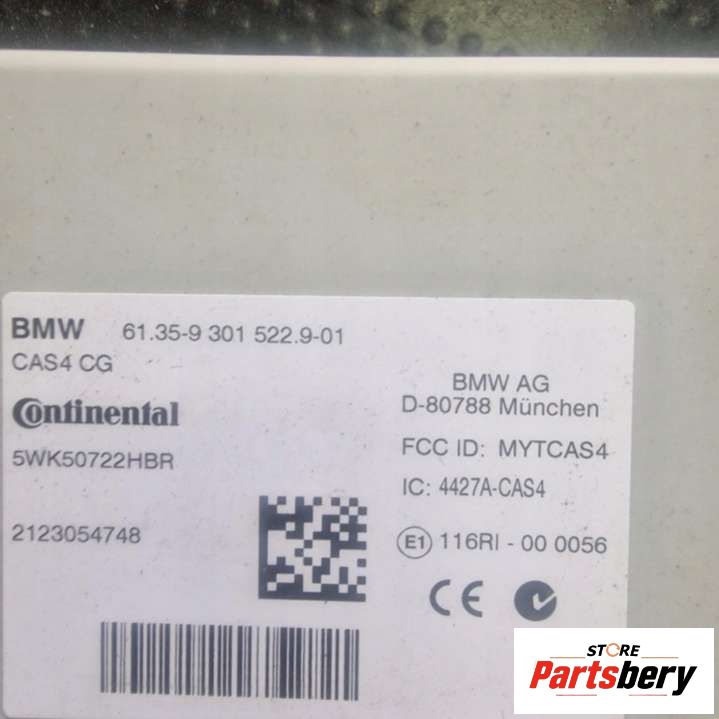 BMW 61.35-9 301 522.9-01
CAS4 CG
Continental
5WK50722HBR
2123054748
BMW AG
D-80788 München
FCC ID: MYTCAS4
IC: 4427A-CAS4
E1 116RI - 00 0056
CE
STORE
Partsbery